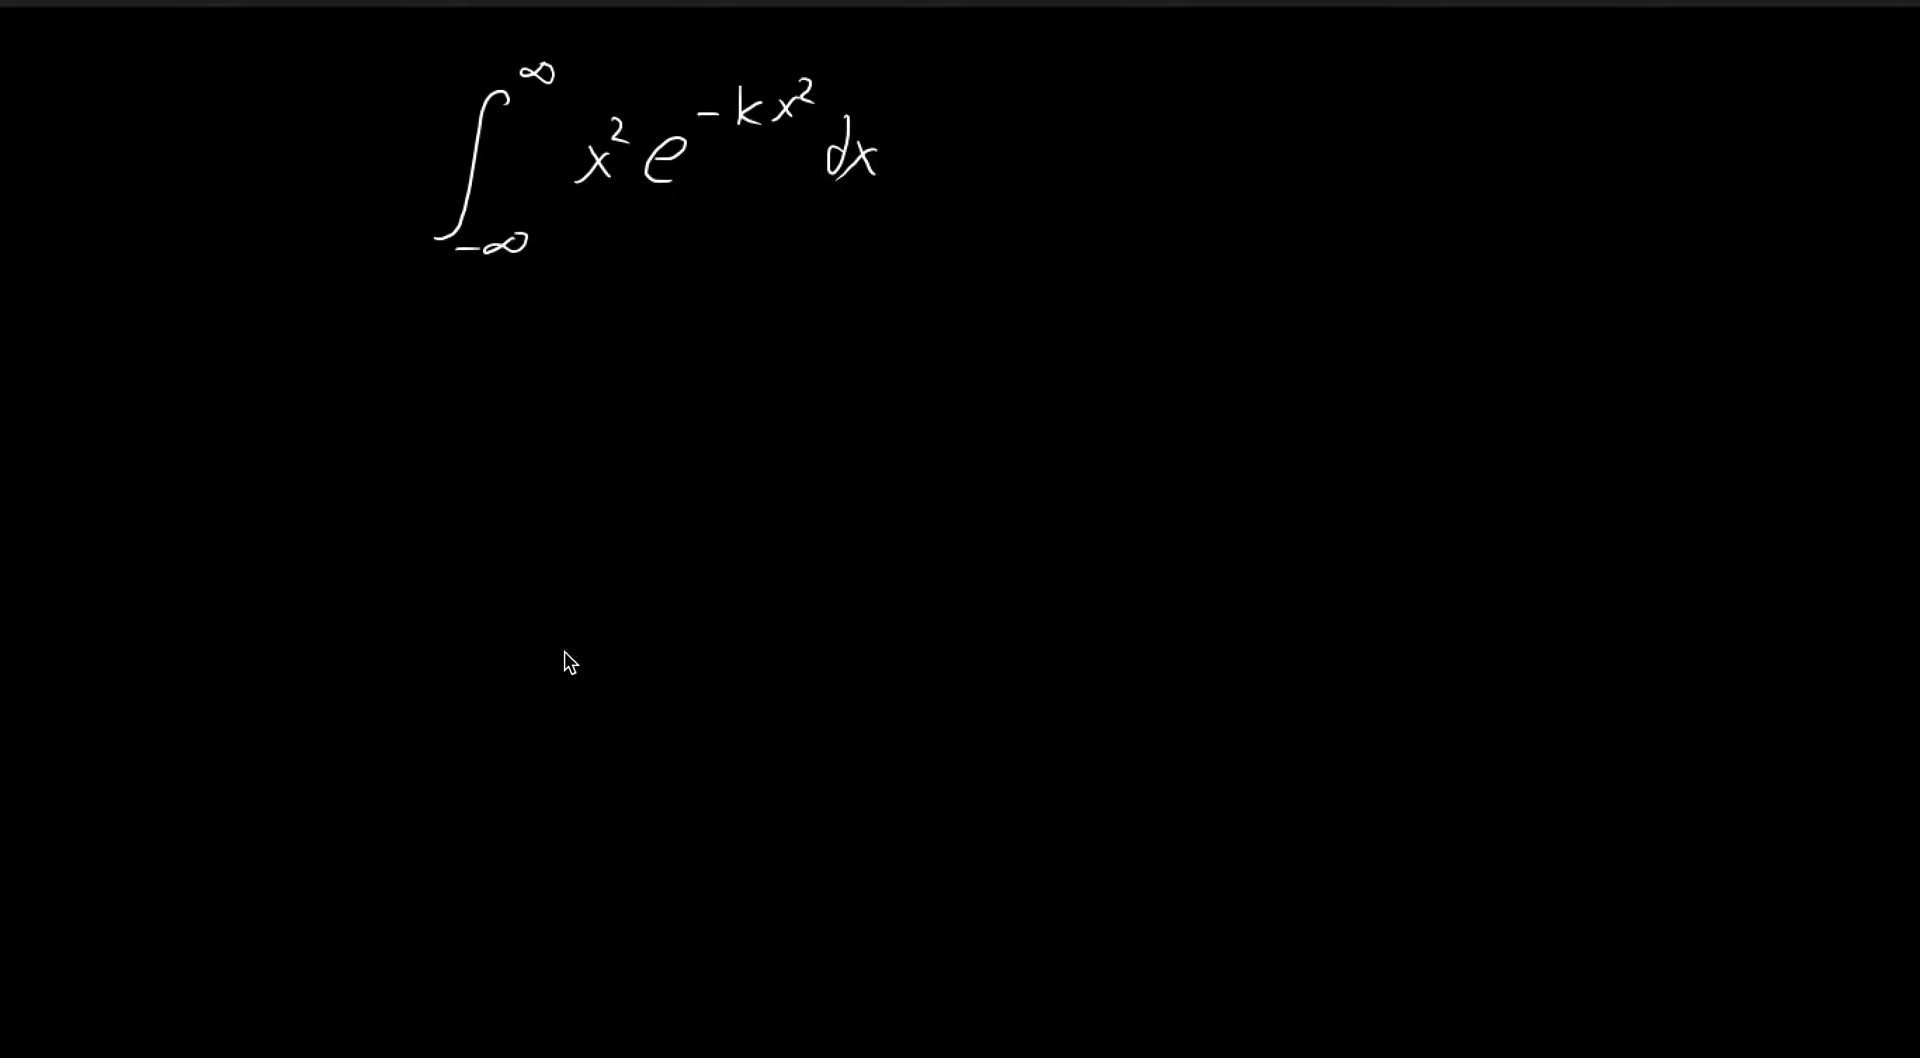 ∫_{-∞}^{∞} x² e^{-kx²} dx